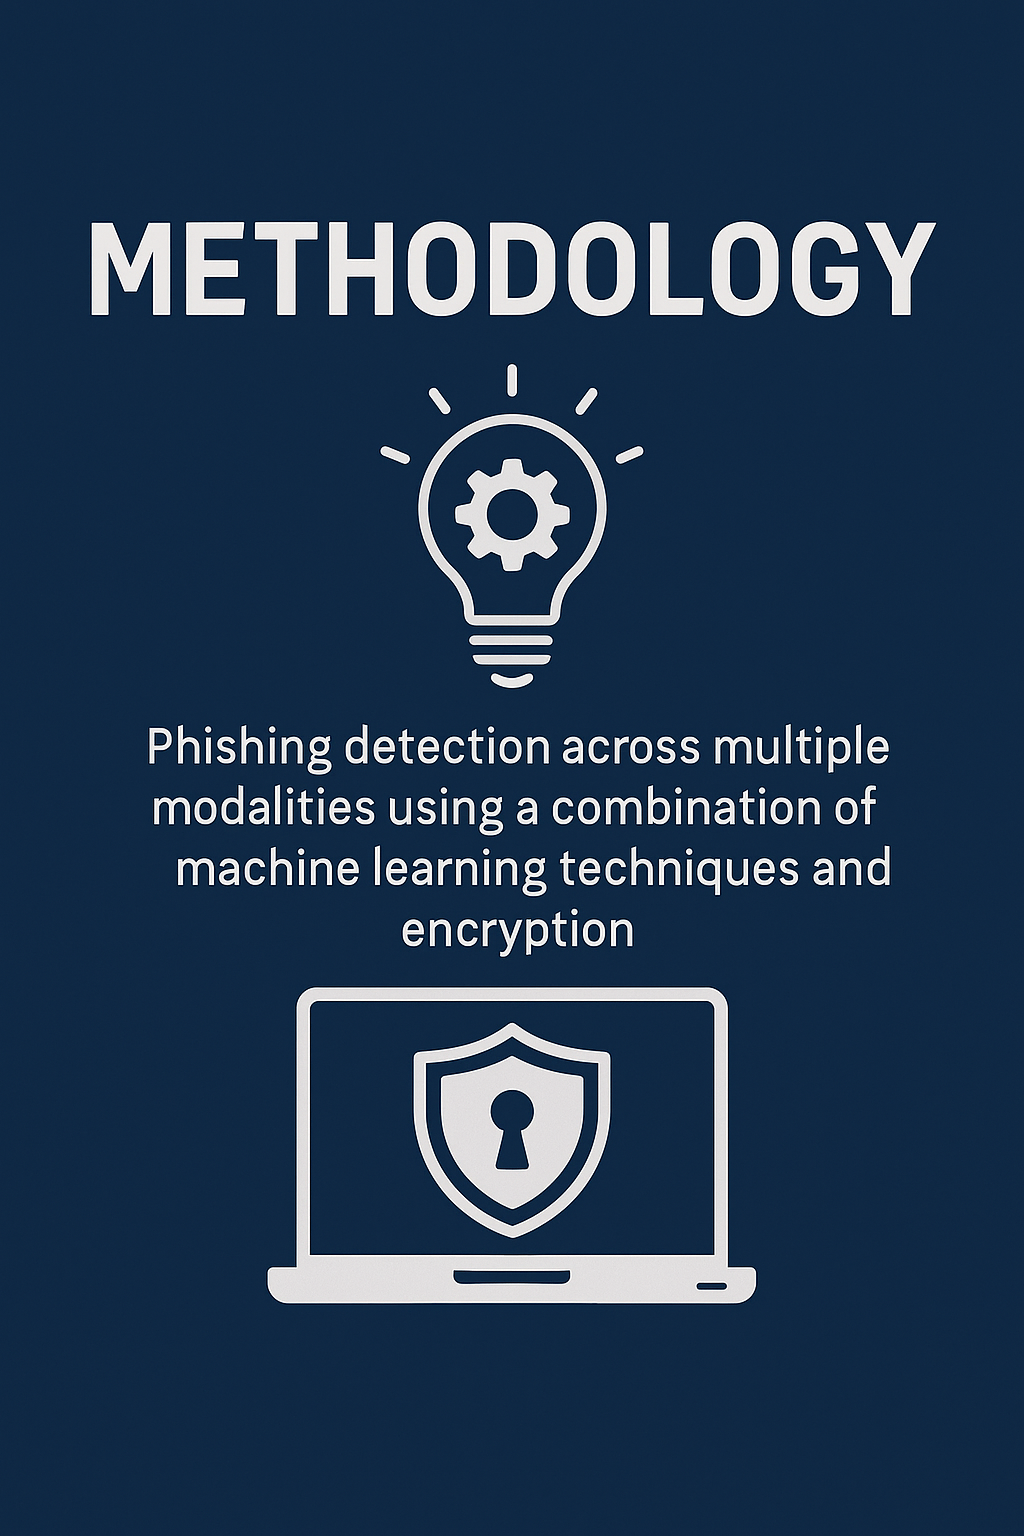 METHODOLOGY
Phishing detection across multiple
modalities using a combination of
machine learning techniques and
encryption